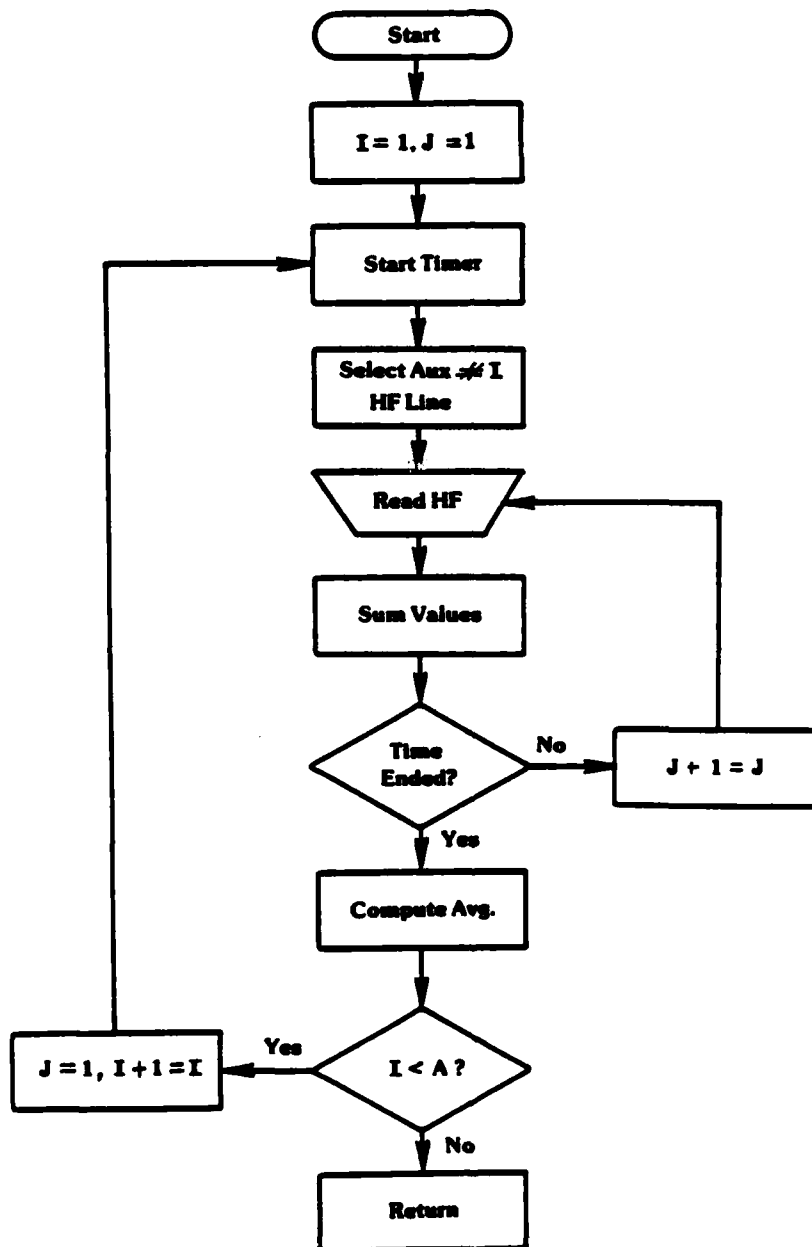 Start
I = 1, J = 1
Start Timer
Select Aux # I
HF Line
Read HF
Sum Values
Time
Ended?
No
J + 1 = J
Yes
Compute Avg.
I < A ?
Yes
J = 1, I + 1 = I
No
Return